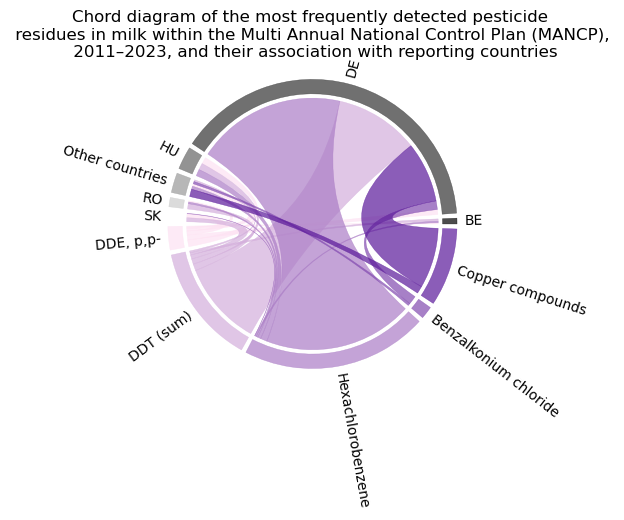 Chord diagram of the most frequently detected pesticide
residues in milk within the Multi Annual National Control Plan (MANCP),
2011–2023, and their association with reporting countries
DE
HU
Other countries
RO
SK
DDE, p,p-
DDT (sum)
Hexachlorobenzene
Benzalkonium chloride
Copper compounds
BE